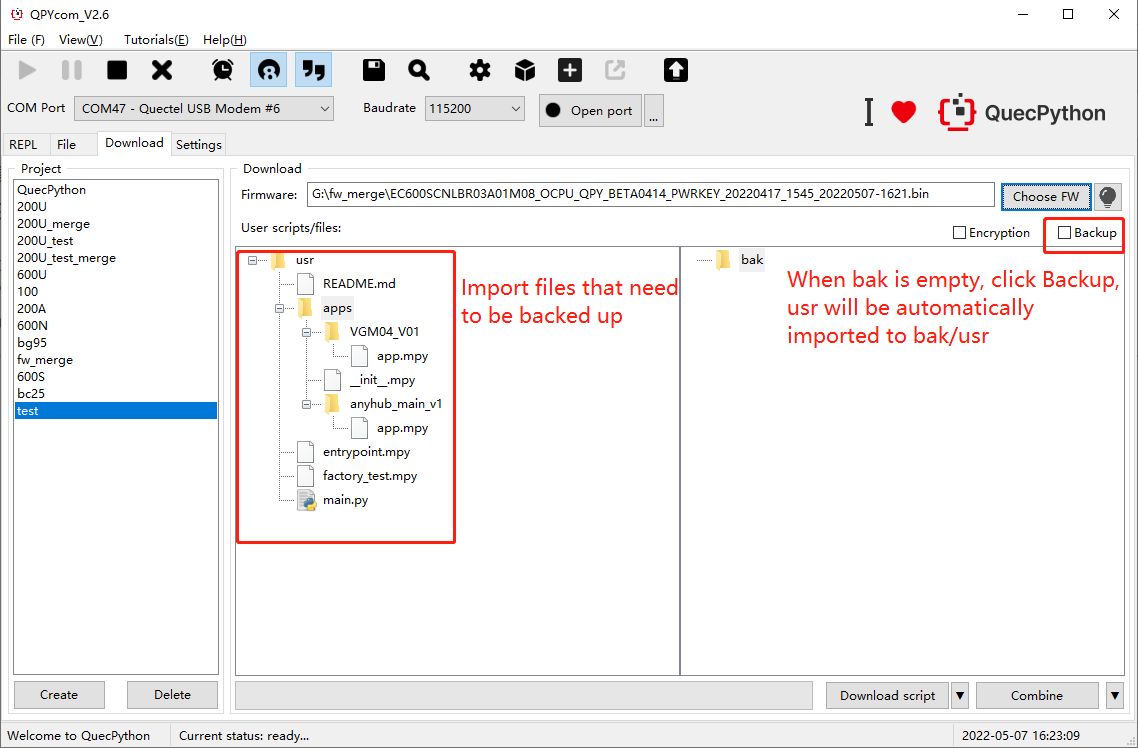 QPYcom_V2.6
File (F) View(V) Tutorials(E) Help(H)
COM Port COM47 - Quectel USB Modem #6 Baudrate 115200 Open port ...
I QuecPython
REPL File Download Settings
Project
QuecPython
200U
200U_merge
200U_test
200U_test_merge
600U
100
200A
600N
bg95
fw_merge
600S
bc25
test
Create Delete
Download
Firmware: G:\fw_merge\EC600SCNLBR03A01M08_OCPU_QPY_BETA0414_PWRKEY_20220417_1545_20220507-1621.bin Choose FW
User scripts/files: Encryption Backup
usr
README.md
apps
VGM04_V01
app.mpy
__init__.mpy
anyhub_main_v1
app.mpy
entrypoint.mpy
factory_test.mpy
main.py
Import files that need
to be backed up
bak
When bak is empty, click Backup,
usr will be automatically
imported to bak/usr
Download script Combine
Welcome to QuecPython Current status: ready... 2022-05-07 16:23:09